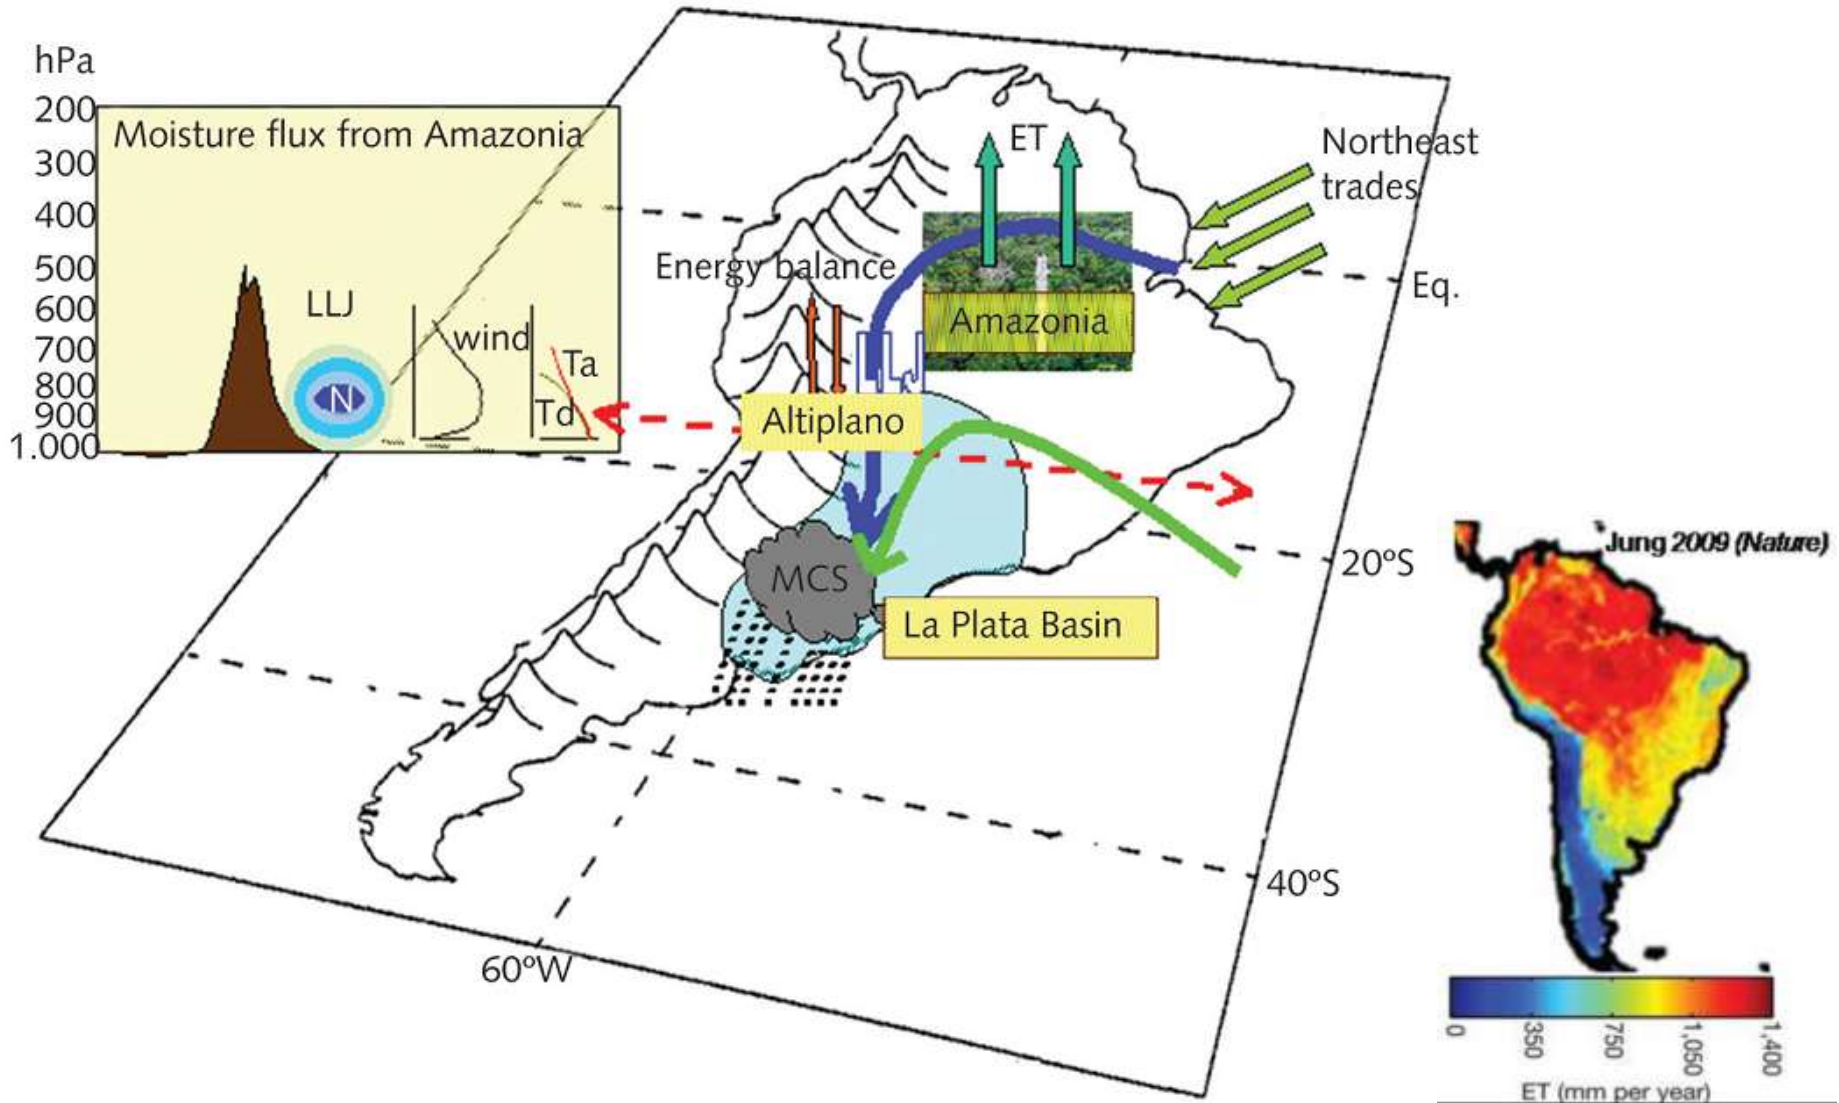 hPa
200
300
400
500
600
700
800
900
1.000
Moisture flux from Amazonia
LLJ
N
wind
Ta
Td
ET
Northeast
trades
Energy balance
Amazonia
Eq.
Altiplano
MCS
La Plata Basin
20ºS
40ºS
60ºW
Jung 2009 (Nature)
0
350
750
1,050
1,400
ET (mm per year)